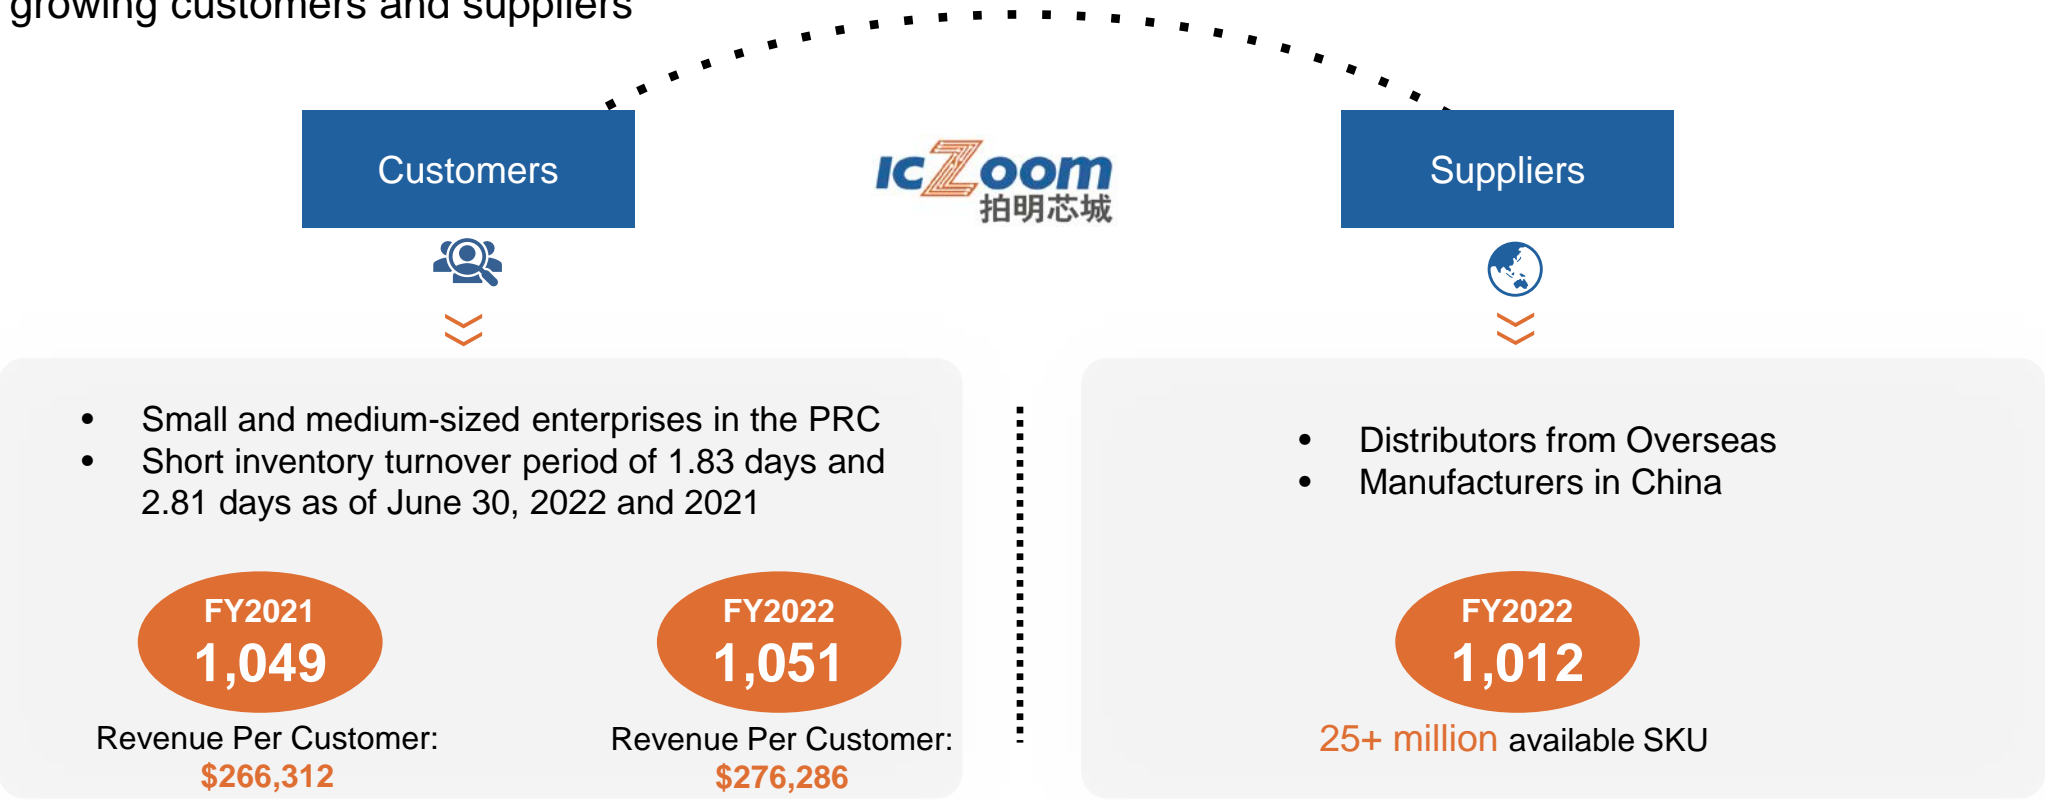 growing customers and suppliers
Customers
ICZoom
拍明芯城
Suppliers
• Small and medium-sized enterprises in the PRC
• Short inventory turnover period of 1.83 days and
2.81 days as of June 30, 2022 and 2021
FY2021
1,049
Revenue Per Customer:
$266,312
FY2022
1,051
Revenue Per Customer:
$276,286
• Distributors from Overseas
• Manufacturers in China
FY2022
1,012
25+ million available SKU